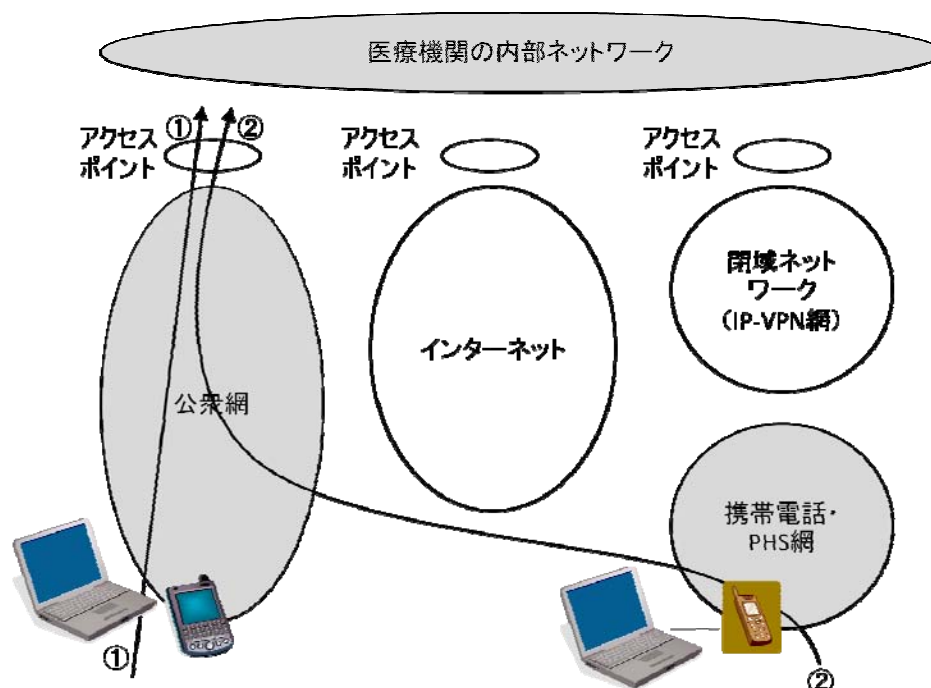 医療機関の内部ネットワーク
アクセス
ポイント
①
②
アクセス
ポイント
アクセス
ポイント
閉域ネット
ワーク
（IP-VPN網）
インターネット
公衆網
携帯電話・
PHS網
①
②